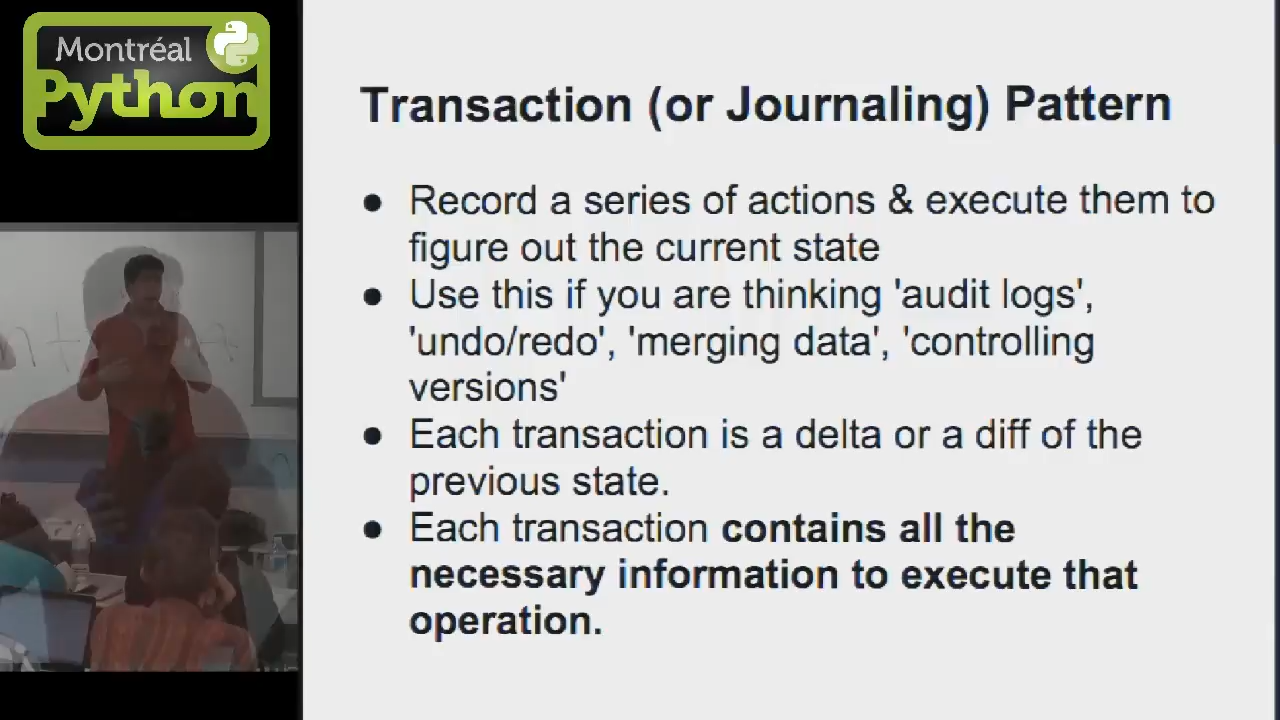 Montréal
Python
Transaction (or Journaling) Pattern
● Record a series of actions & execute them to
figure out the current state
● Use this if you are thinking 'audit logs',
'undo/redo', 'merging data', 'controlling
versions'
● Each transaction is a delta or a diff of the
previous state.
● Each transaction contains all the
necessary information to execute that
operation.